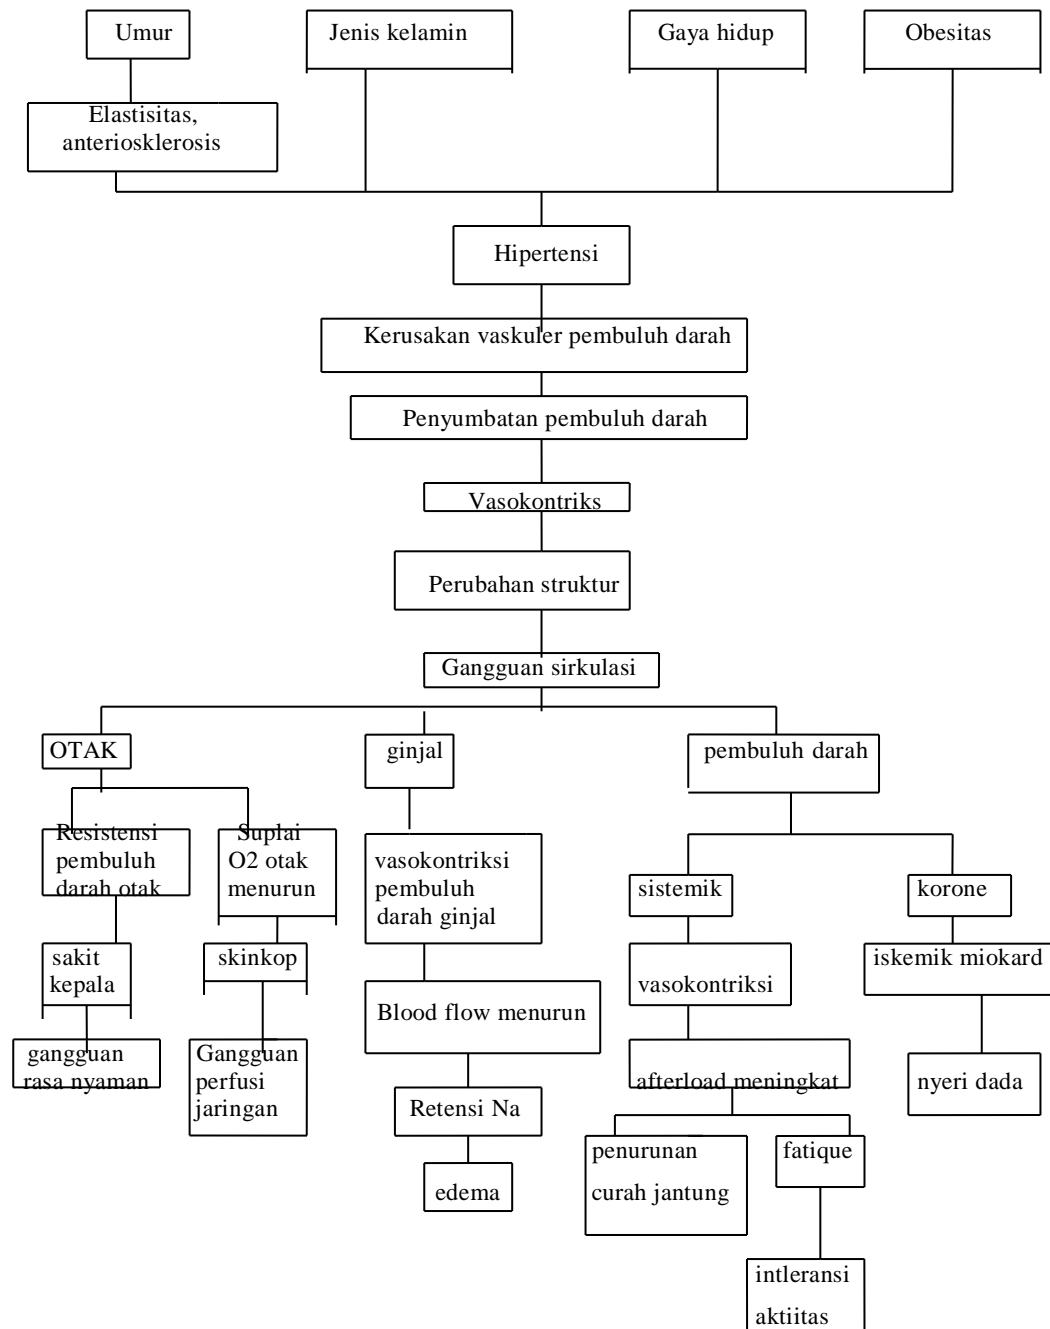 Umur
Jenis kelamin
Gaya hidup
Obesitas
Elastisitas,
anteriosklerosis
Hipertensi
Kerusakan vaskuler pembuluh darah
Penyumbatan pembuluh darah
Vasokontriks
Perubahan struktur
Gangguan sirkulasi
OTAK
ginjal
pembuluh darah
Resistensi
pembuluh
darah otak
Suplai
O2 otak
menurun
vasokontriksi
pembuluh
darah ginjal
sistemik
korone
sakit
kepala
skinkop
vasokontriksi
iskemik miokard
Blood flow menurun
gangguan
rasa nyaman
Gangguan
perfusi
jaringan
afterload meningkat
nyeri dada
Retensi Na
penurunan
curah jantung
fatique
edema
intleransi
aktiitas